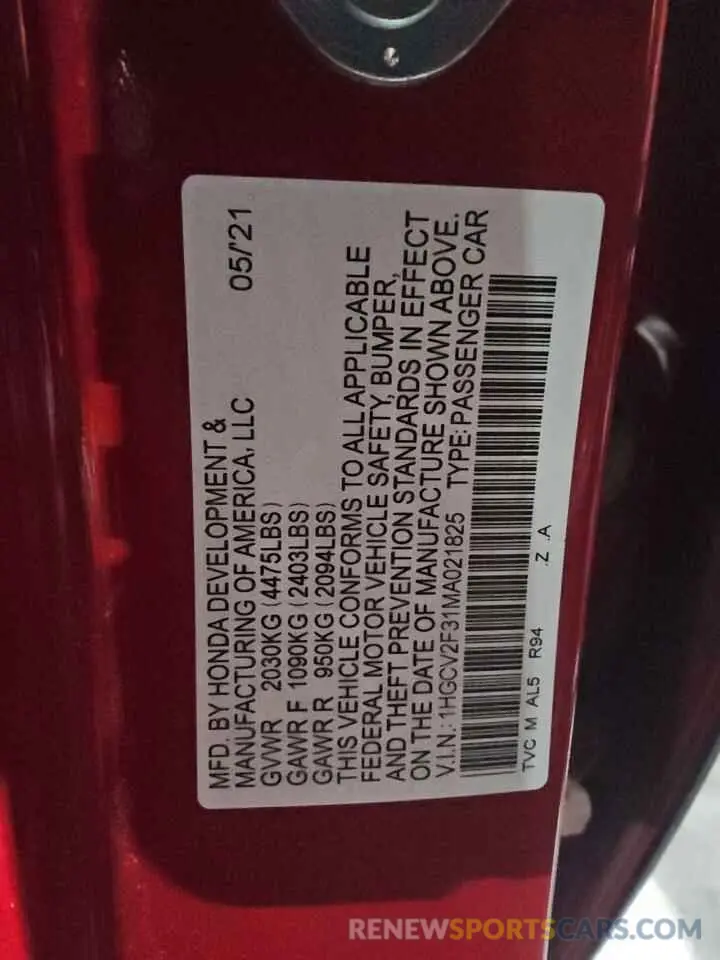 MFD. BY HONDA DEVELOPMENT &
MANUFACTURING OF AMERICA, LLC 05/'21
GVWR 2030KG (4475LBS)
GAWR F 1090KG (2403LBS)
GAWR R 950KG (2094LBS)
THIS VEHICLE CONFORMS TO ALL APPLICABLE
FEDERAL MOTOR VEHICLE SAFETY, BUMPER,
AND THEFT PREVENTION STANDARDS IN EFFECT
ON THE DATE OF MANUFACTURE SHOWN ABOVE.
V.I.N.: 1HGCV2F31MA021825 TYPE: PASSENGER CAR
TVC M AL5 R94 .Z .A
RENEWSPORTSCARS.COM